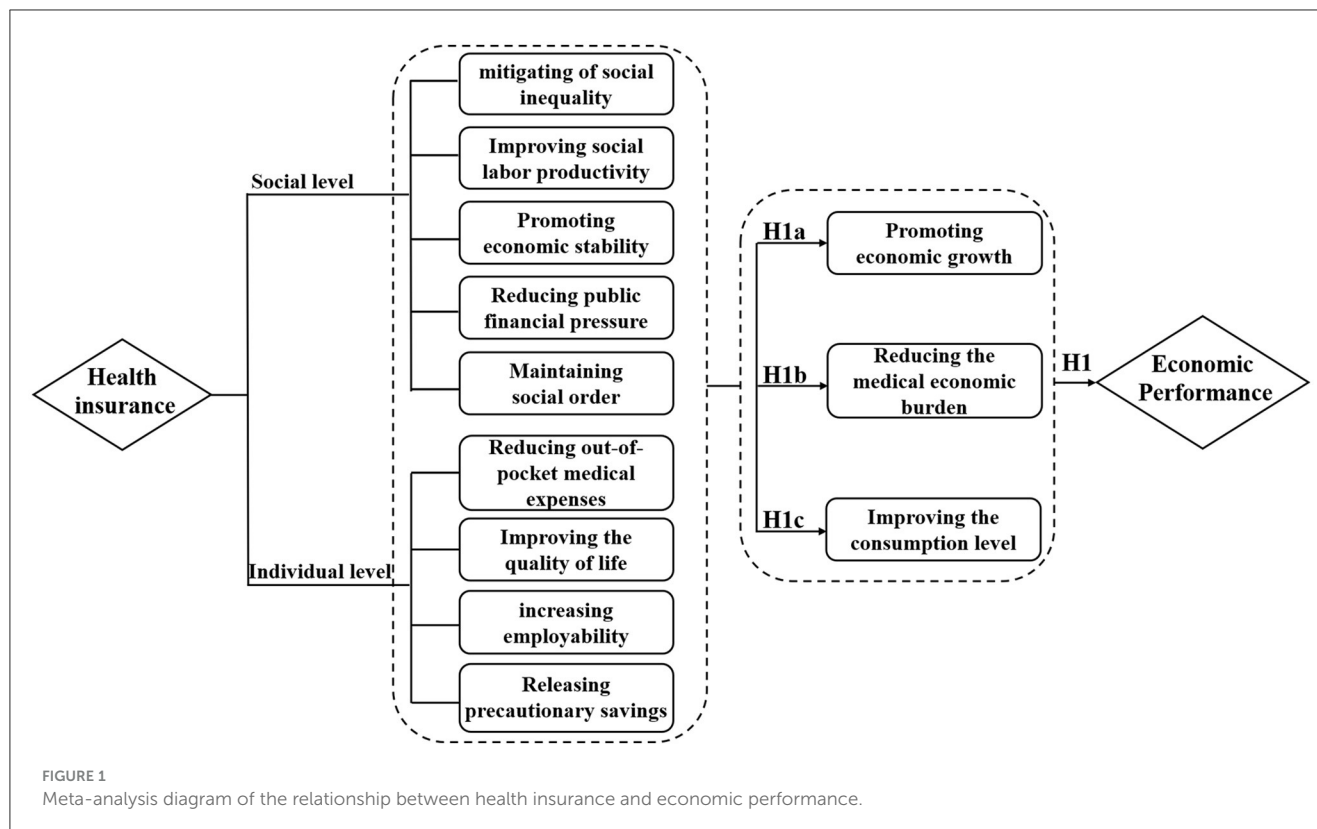 mitigating of social
inequality
Improving social
labor productivity
Social level
Promoting
economic stability
Reducing public
financial pressure
Maintaining
social order
Health
insurance
Reducing out-of-
pocket medical
expenses
Improving the
quality of life
Individual level
increasing
employability
Releasing
precautionary savings
H1a
Promoting
economic growth
H1b
Reducing the
medical economic
burden
H1c
Improving the
consumption level
H1
Economic
Performance
FIGURE 1
Meta-analysis diagram of the relationship between health insurance and economic performance.